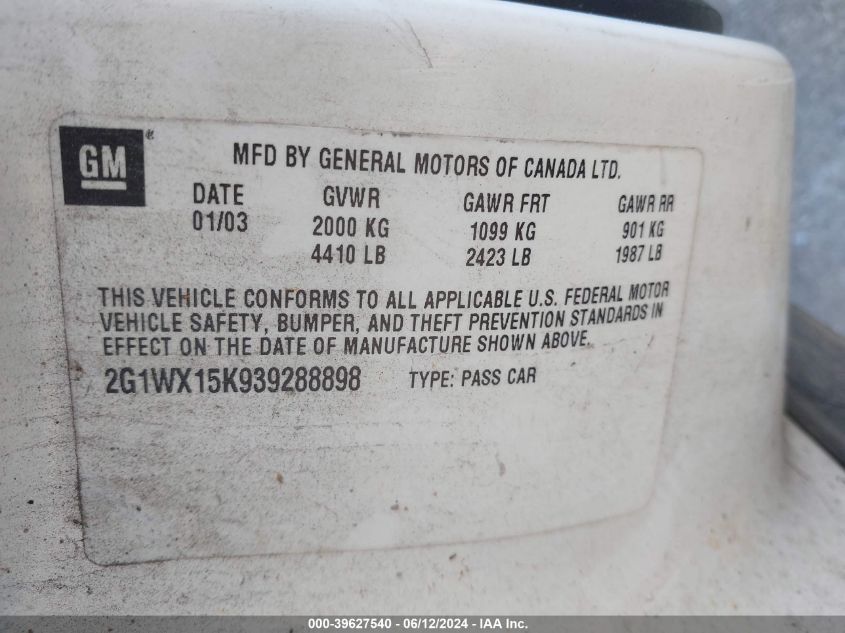 GM®
MFD BY GENERAL MOTORS OF CANADA LTD.
DATE GVWR GAWR FRT GAWR RR
01/03 2000 KG 1099 KG 901 KG
4410 LB 2423 LB 1987 LB
THIS VEHICLE CONFORMS TO ALL APPLICABLE U.S. FEDERAL MOTOR
VEHICLE SAFETY, BUMPER, AND THEFT PREVENTION STANDARDS IN
EFFECT ON THE DATE OF MANUFACTURE SHOWN ABOVE.
2G1WX15K939288898 TYPE: PASS CAR
000-39627540 - 06/12/2024 - IAA Inc.